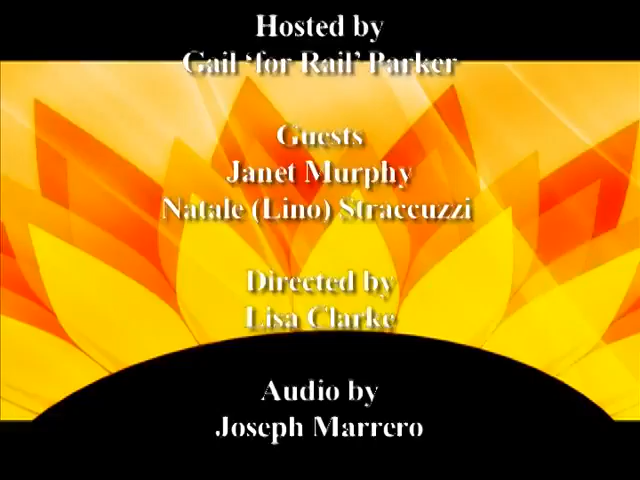 Hosted by
Gail ‘for Rail’ Parker
Guests
Janet Murphy
Natale (Lino) Straccuzzi
Directed by
Lisa Clarke
Audio by
Joseph Marrero